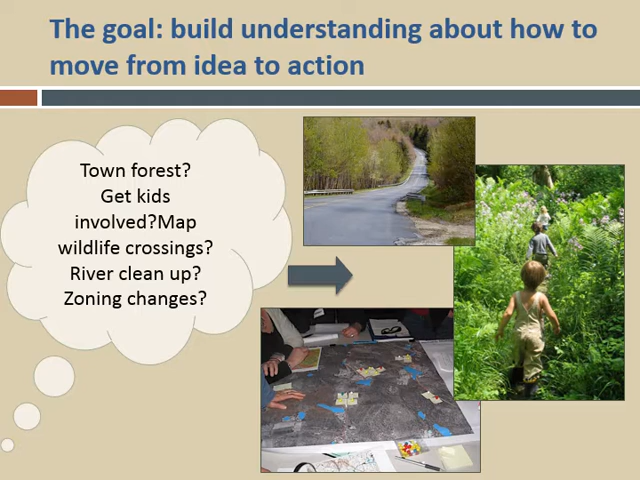 The goal: build understanding about how to
move from idea to action
Town forest?
Get kids
involved?Map
wildlife crossings?
River clean up?
Zoning changes?